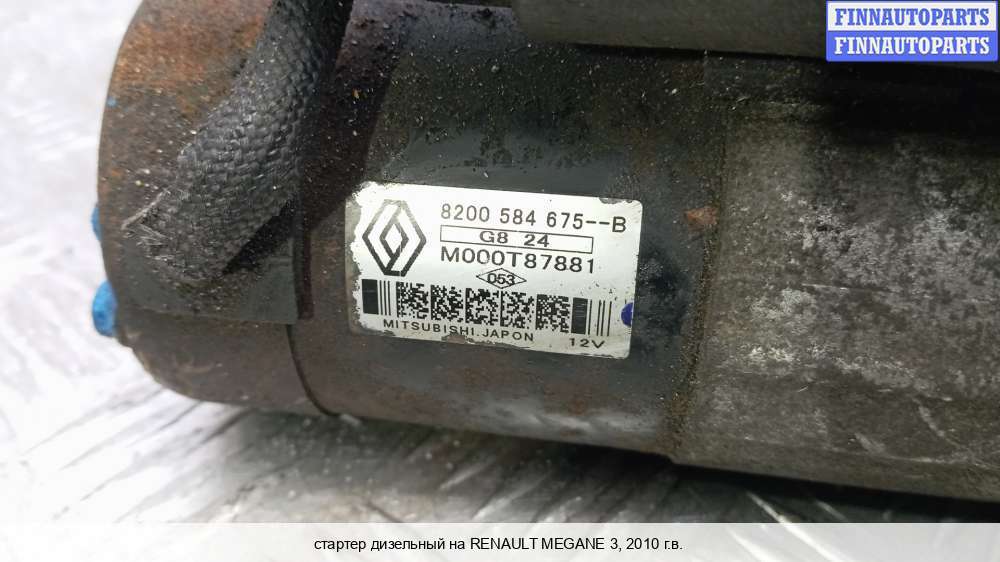 FINNAUTOPARTS
FINNAUTOPARTS
8200 584 675--B
G8 24
M000T87881
053
MITSUBISHI.JAPON 12V
стартер дизельный на RENAULT MEGANE 3, 2010 г.в.